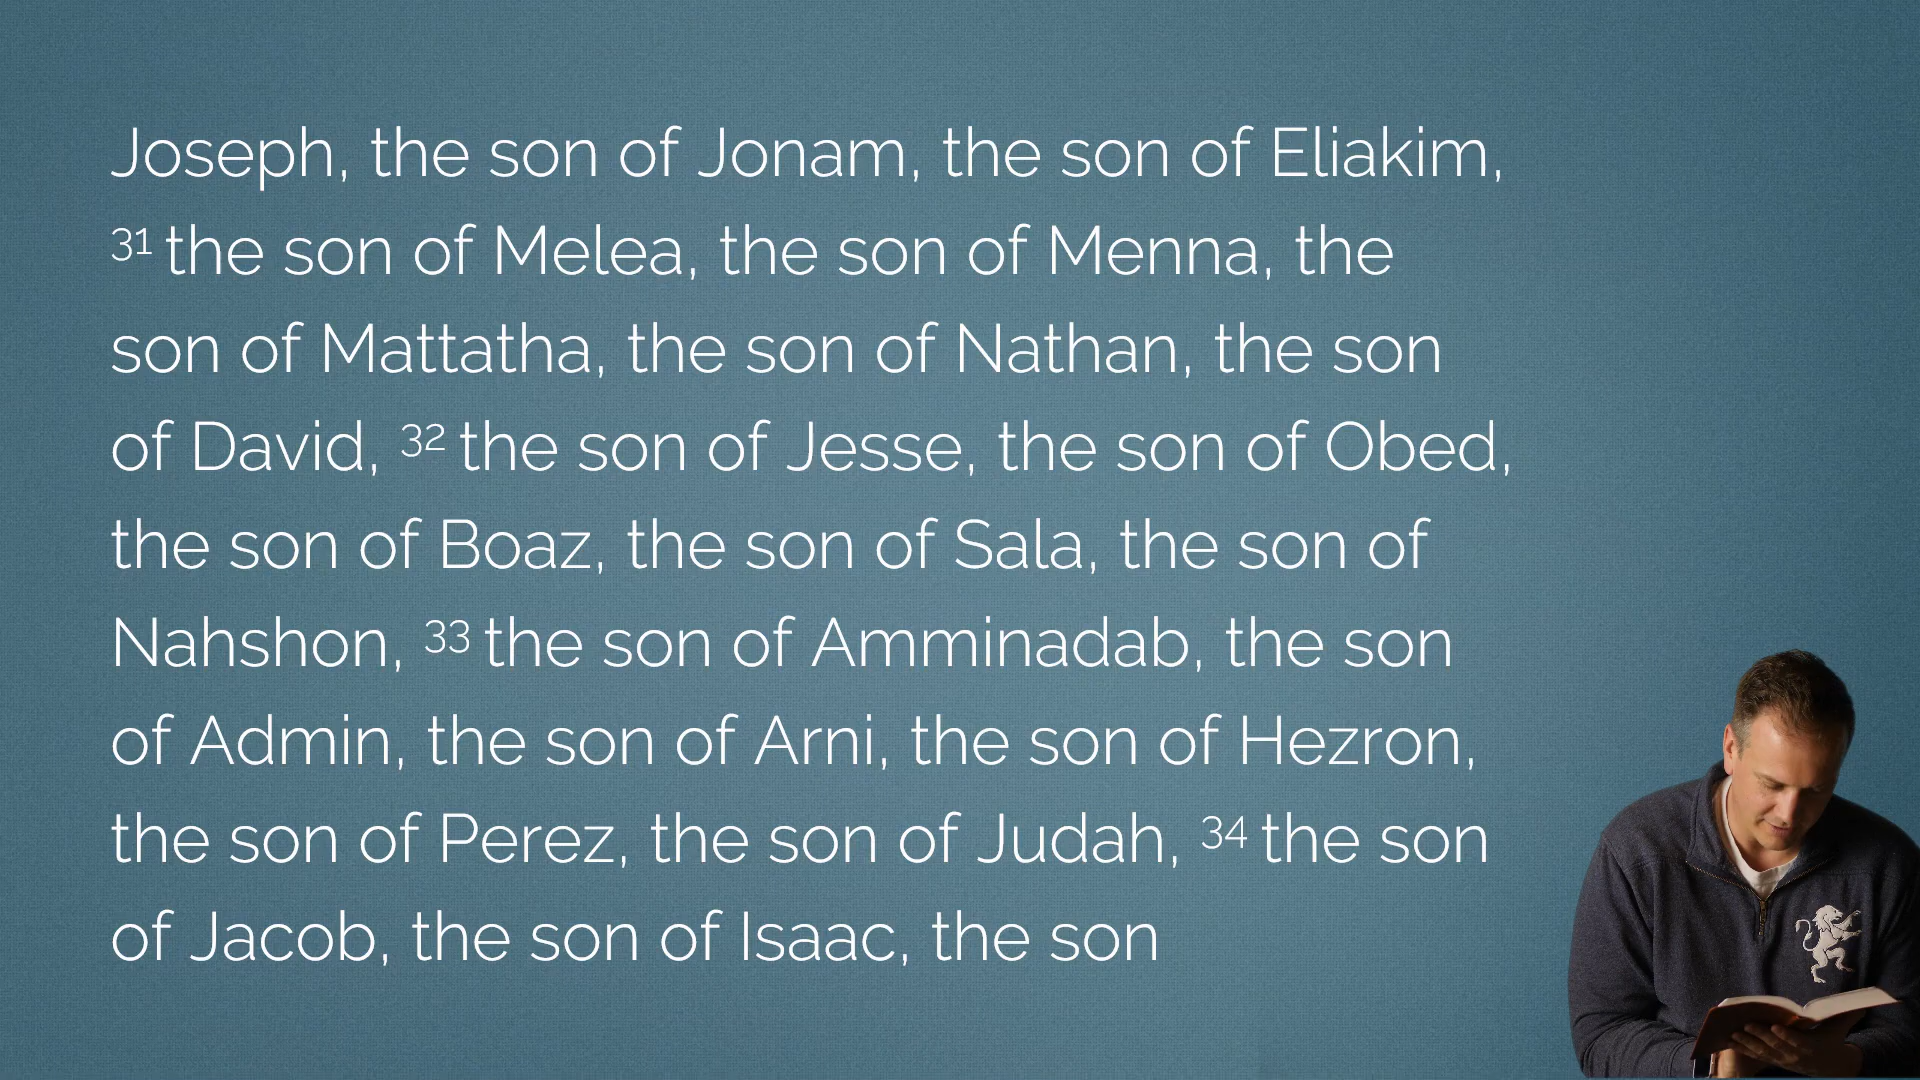 Joseph, the son of Jonam, the son of Eliakim,
31 the son of Melea, the son of Menna, the
son of Mattatha, the son of Nathan, the son
of David, 32 the son of Jesse, the son of Obed,
the son of Boaz, the son of Sala, the son of
Nahshon, 33 the son of Amminadab, the son
of Admin, the son of Arni, the son of Hezron,
the son of Perez, the son of Judah, 34 the son
of Jacob, the son of Isaac, the son